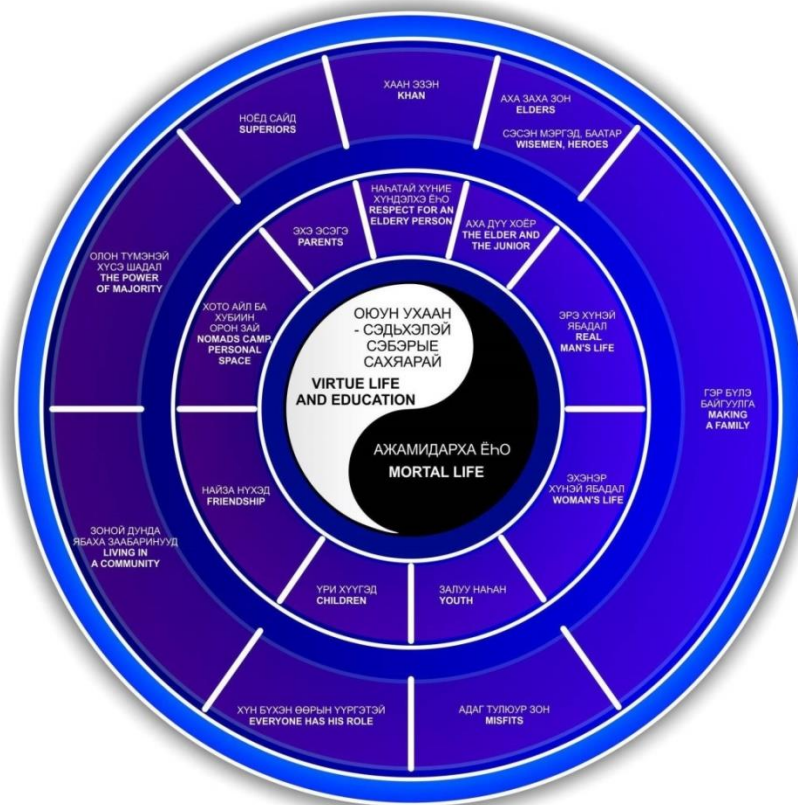 ХААН ЭЗЭН
KHAN
АХА ЗАХА ЗОН
ELDERS
СЭСЭН МЭРГЭД, БААТАР
WISEMEN, HEROES
ГЭР БҮЛЭ
БАЙГУУЛГА
MAKING
A FAMILY
АДАГ ТУЛЮУР ЗОН
MISFITS
ХҮН БҮХЭН ӨӨРЫН ҮҮРГЭТЭЙ
EVERYONE HAS HIS ROLE
ЗОНОЙ ДУНДА
ЯБАХА ЗААБАРИНУУД
LIVING IN
A COMMUNITY
ОЛОН ТҮМЭНЭЙ
ХҮСЭ ШАДАЛ
THE POWER
OF MAJORITY
НОЁД САЙД
SUPERIORS
НАҺАТАЙ ХҮНИЕ
ХҮНДЭЛХЭ ЁҺО
RESPECT FOR AN
ELDERY PERSON
АХА ДҮҮ ХОЁР
THE ELDER AND
THE JUNIOR
ЭРЭ ХҮНЭЙ
ЯБАДАЛ
REAL
MAN'S LIFE
ЭХЭНЭР
ХҮНЭЙ ЯБАДАЛ
WOMAN'S LIFE
ЗАЛУУ НАҺАН
YOUTH
ҮРИ ХҮҮГЭД
CHILDREN
НАЙЗА НҮХЭД
FRIENDSHIP
ХОТО АЙЛ БА
ХУБИИН
ОРОН ЗАЙ
NOMADS CAMP,
PERSONAL
SPACE
ЭХЭ ЭСЭГЭ
PARENTS
ОЮУН УХААН
- СЭДЬХЭЛЭЙ
СЭБЭРЫЕ
САХЯАРАЙ
VIRTUE LIFE
AND EDUCATION
АЖАМИДАРХА ЁҺО
MORTAL LIFE